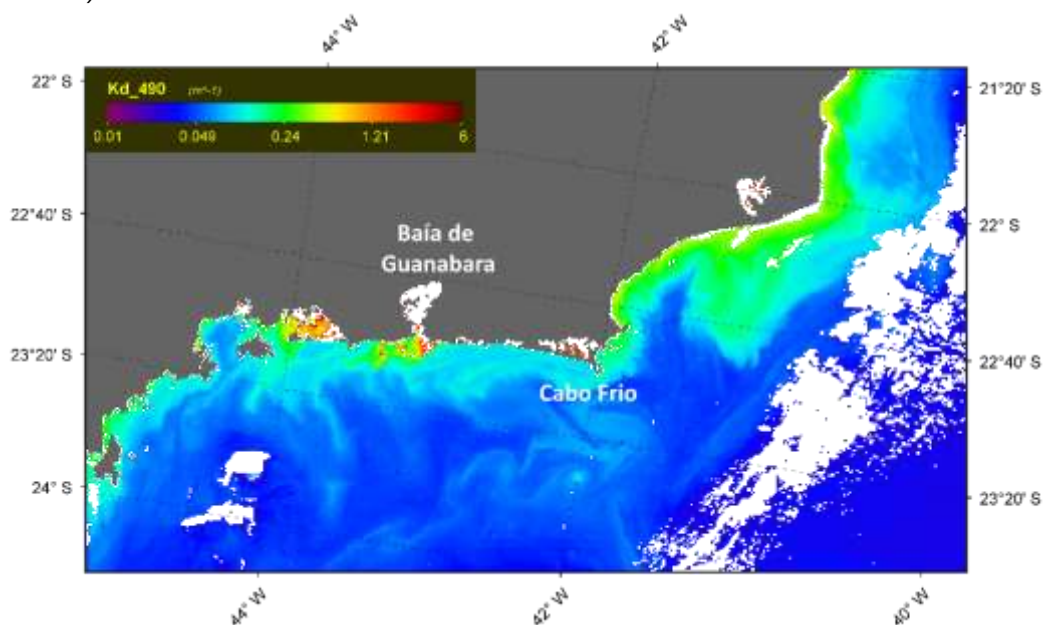 )
44° W
42° W
Kd_490 (m^-1)
0.01 0.049 0.24 1.21 6
22° S
21°20' S
22°40' S
22° S
Baía de
Guanabara
23°20' S
22°40' S
Cabo Frio
24° S
23°20' S
44° W
42° W
40° W